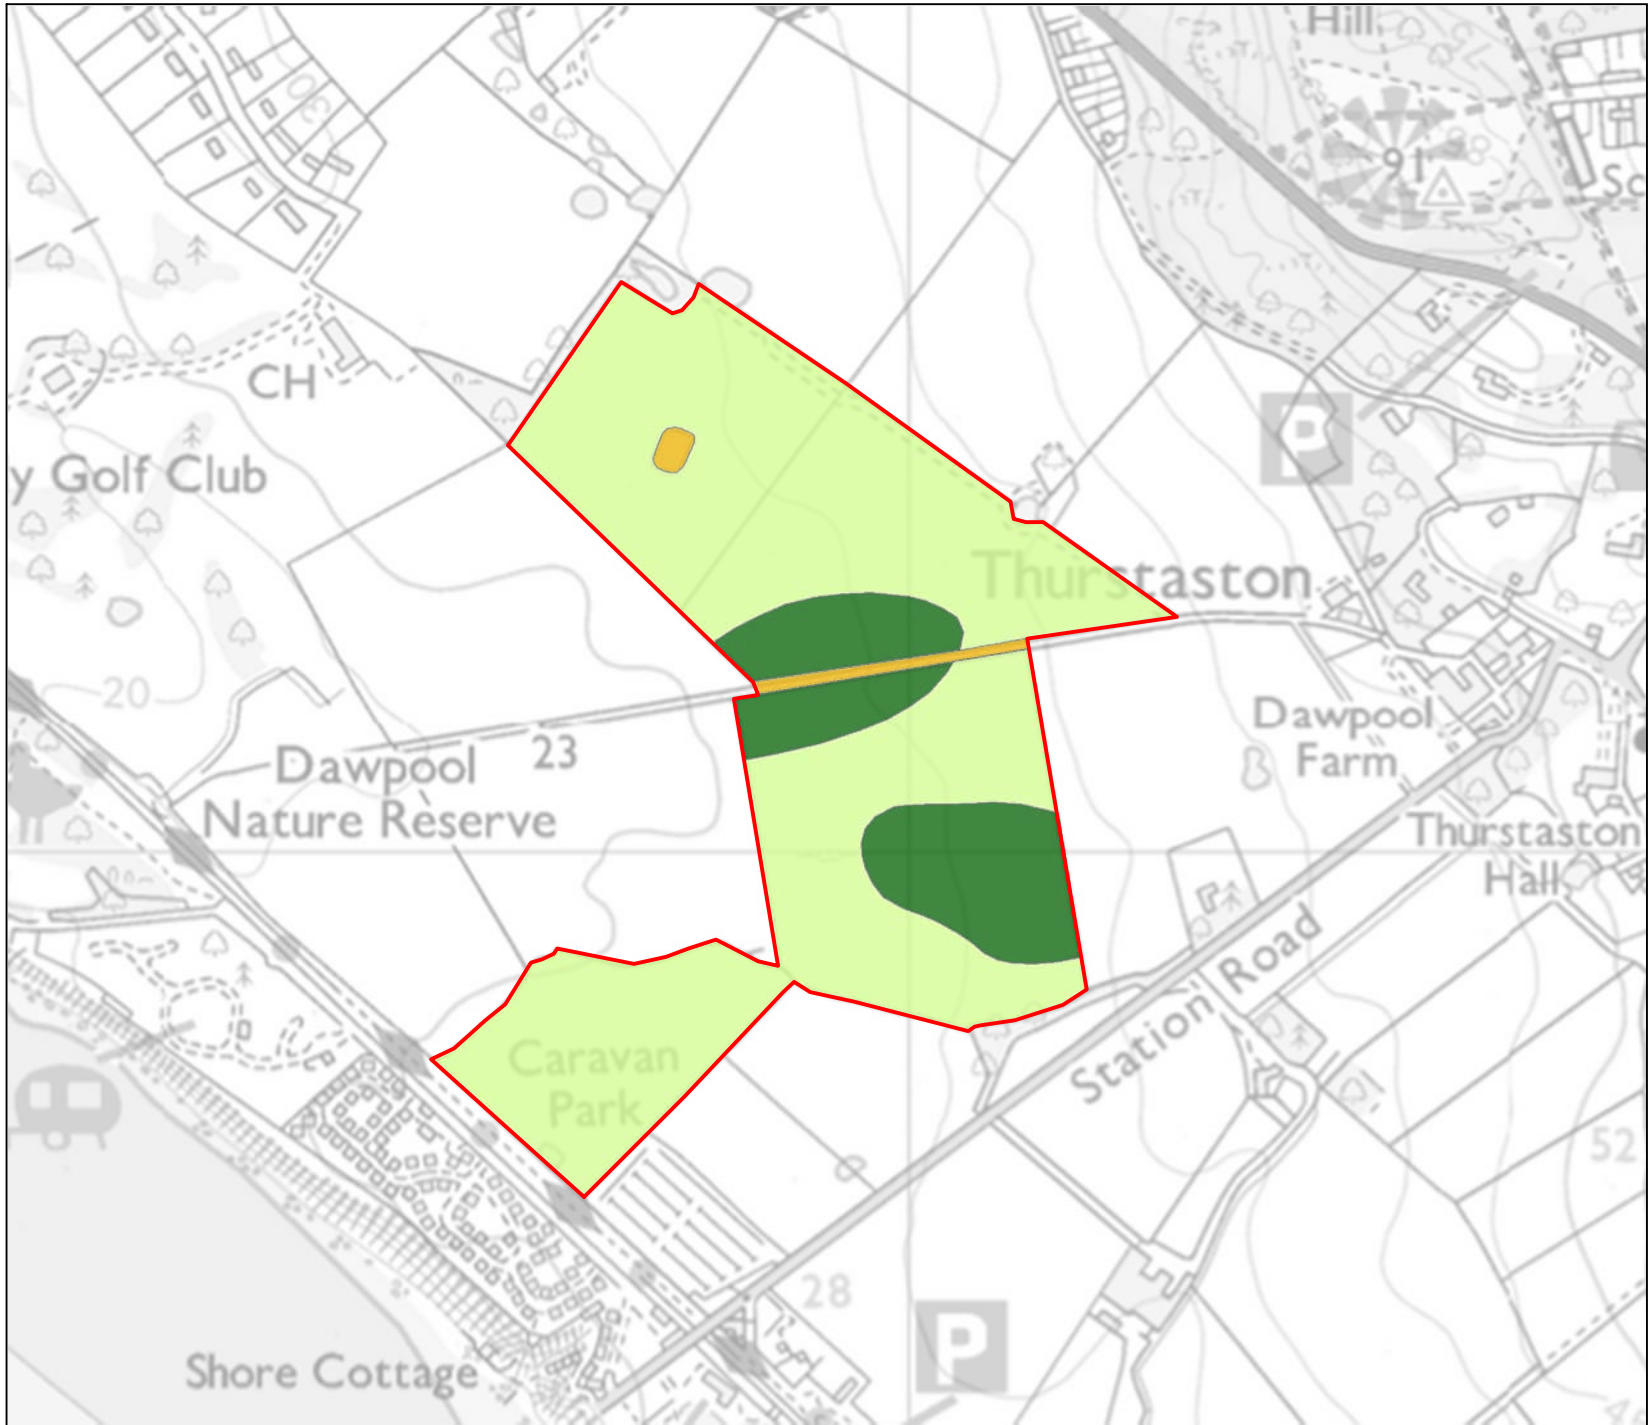 Hill
30
91
Sc
CH
P
y Golf Club
Thurstaston
20
23
Dawpool
Nature Reserve
Dawpool
Farm
Thurstaston
Hall
Station Road
Caravan
Park
52
28
P
Shore Cottage